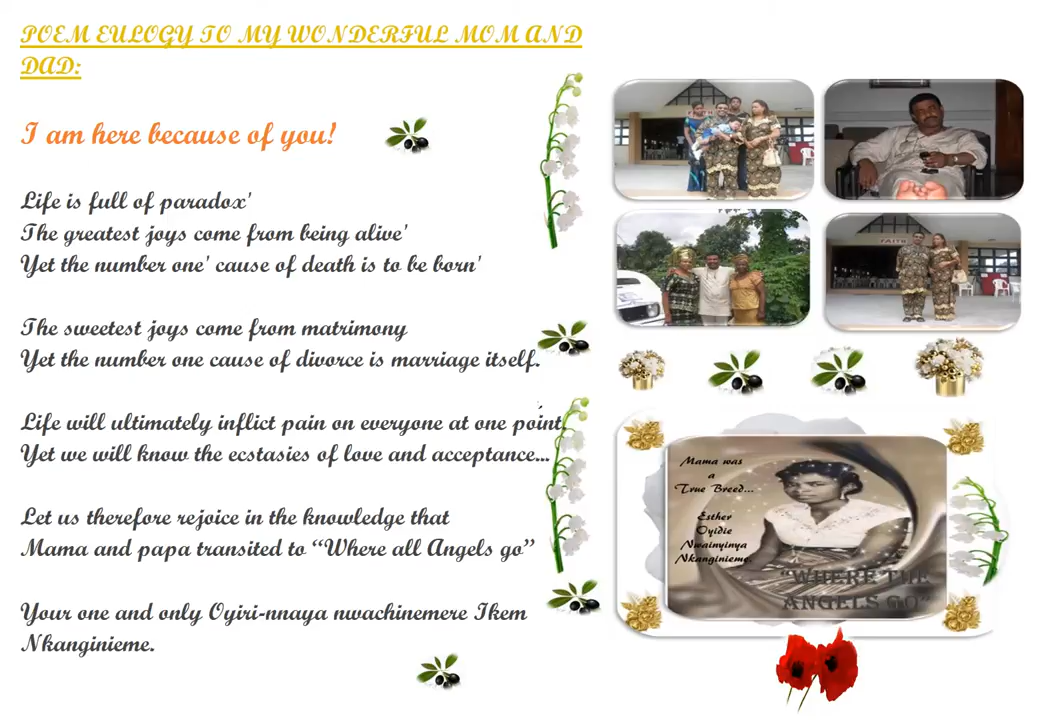 POEM EULOGY TO MY WONDERFUL MOM AND
DAD:
I am here because of you!
Life is full of paradox'
The greatest joys come from being alive'
Yet the number one' cause of death is to be born'
The sweetest joys come from matrimony
Yet the number one cause of divorce is marriage itself.
Life will ultimately inflict pain on everyone at one point,
Yet we will know the ecstasies of love and acceptance...
Let us therefore rejoice in the knowledge that
Mama and papa transited to “Where all Angels go”
Your one and only Oyiri-nnaya nwachinemere Ikem
Nkanginieme.
FAITH
Mama was
a
True Breed...
Esther
Oyidie
Nwainyinya
Nkanginieme.
“WHERE THE
ANGELS GO”